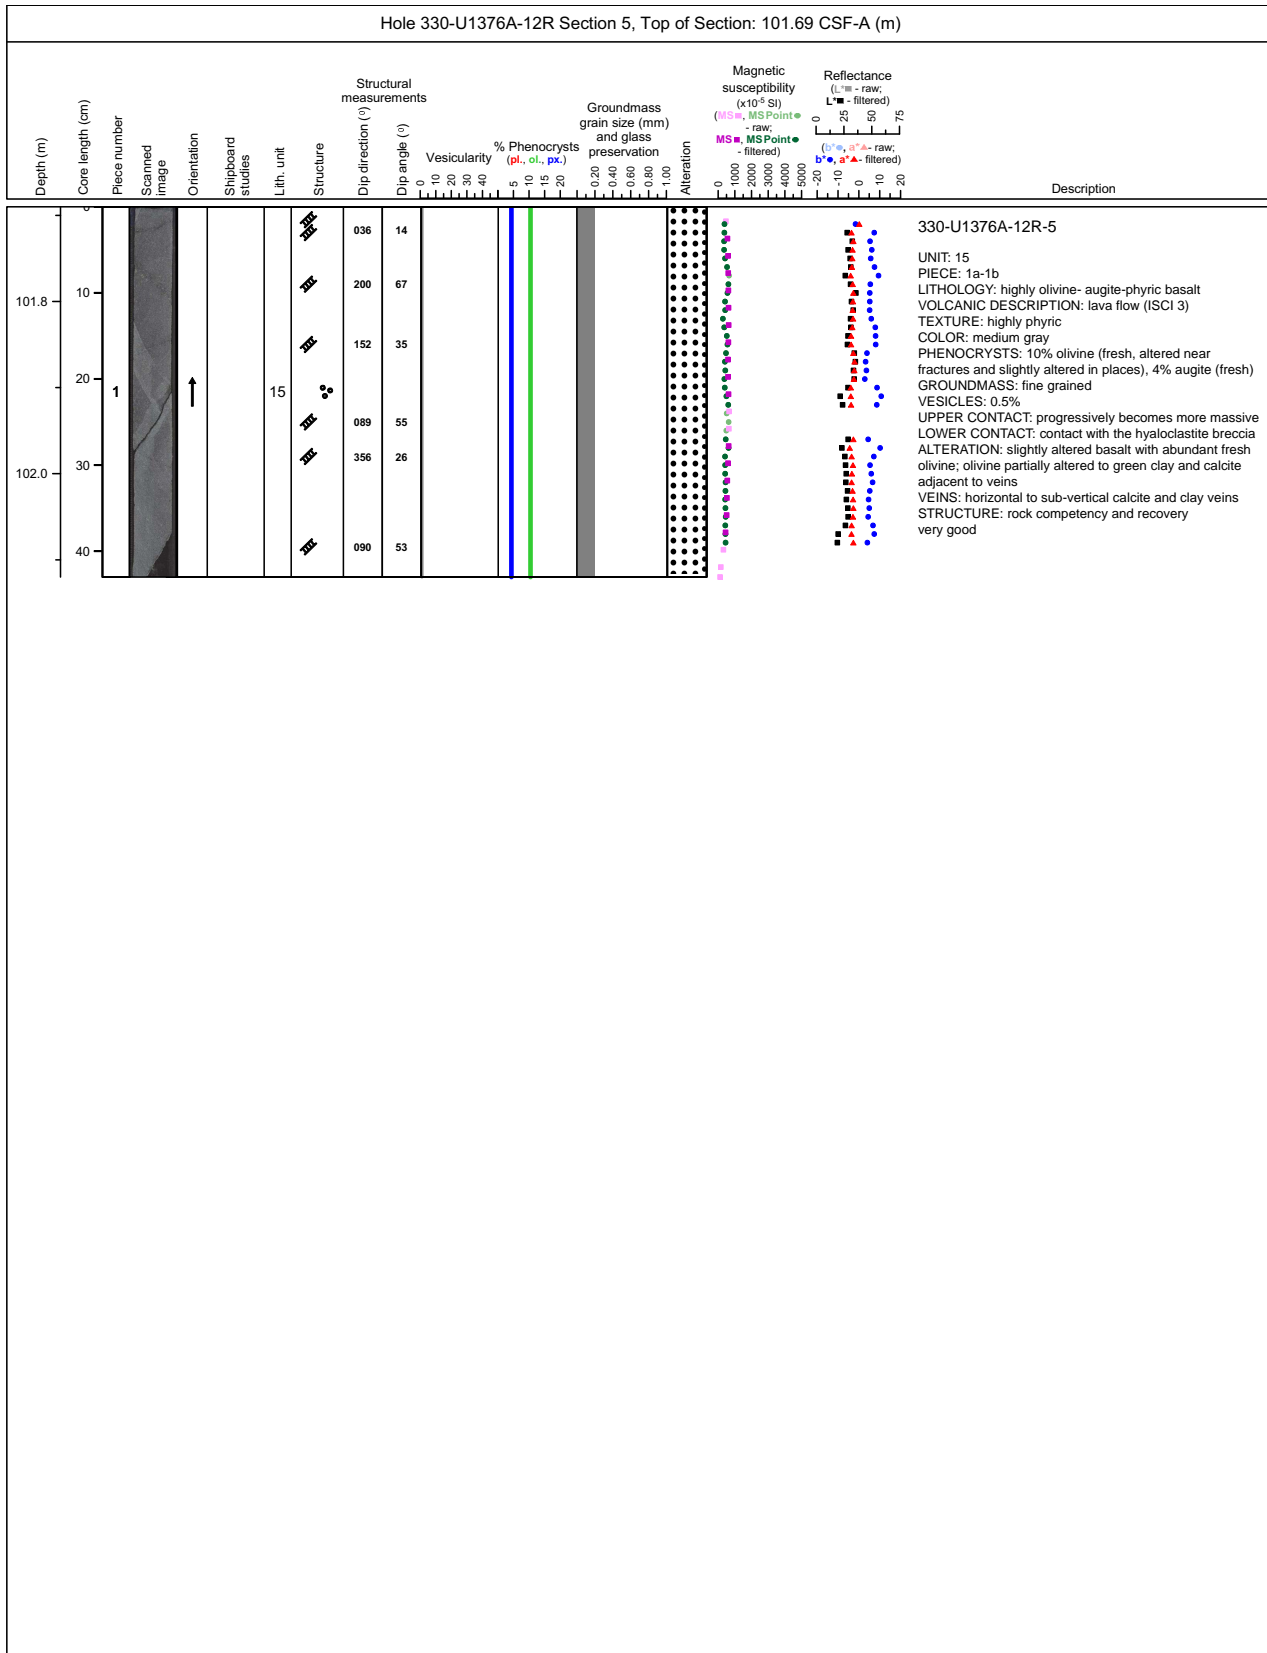 Hole 330-U1376A-12R Section 5, Top of Section: 101.69 CSF-A (m)
Depth (m)
Core length (cm)
Piece number
Scanned
image
Orientation
Shipboard
studies
Lith. unit
Structure
Structural
measurements
Dip direction (⁰)
Dip angle (⁰)
Vesicularity
0 10 20 30 40
% Phenocrysts
(pl., ol., px.)
5 10 15 20
Groundmass
grain size (mm)
and glass
preservation
0.20 0.40 0.60 0.80 1.00
Alteration
Magnetic
susceptibility
(x10⁻⁵ SI)
(MS■, MSPoint●
- raw;
MS■, MSPoint●
- filtered)
0 1000 2000 3000 4000 5000
Reflectance
(L*■ - raw;
L*■ - filtered)
0 25 50 75
(b*●, a*▲- raw;
b*●, a*▲- filtered)
-20 -10 0 10 20
Description
0
10
20
30
40
101.8
102.0
1
15
036 14
200 67
152 35
089 55
356 26
090 53
330-U1376A-12R-5
UNIT: 15
PIECE: 1a-1b
LITHOLOGY: highly olivine- augite-phyric basalt
VOLCANIC DESCRIPTION: lava flow (ISCI 3)
TEXTURE: highly phyric
COLOR: medium gray
PHENOCRYSTS: 10% olivine (fresh, altered near
fractures and slightly altered in places), 4% augite (fresh)
GROUNDMASS: fine grained
VESICLES: 0.5%
UPPER CONTACT: progressively becomes more massive
LOWER CONTACT: contact with the hyaloclastite breccia
ALTERATION: slightly altered basalt with abundant fresh
olivine; olivine partially altered to green clay and calcite
adjacent to veins
VEINS: horizontal to sub-vertical calcite and clay veins
STRUCTURE: rock competency and recovery
very good